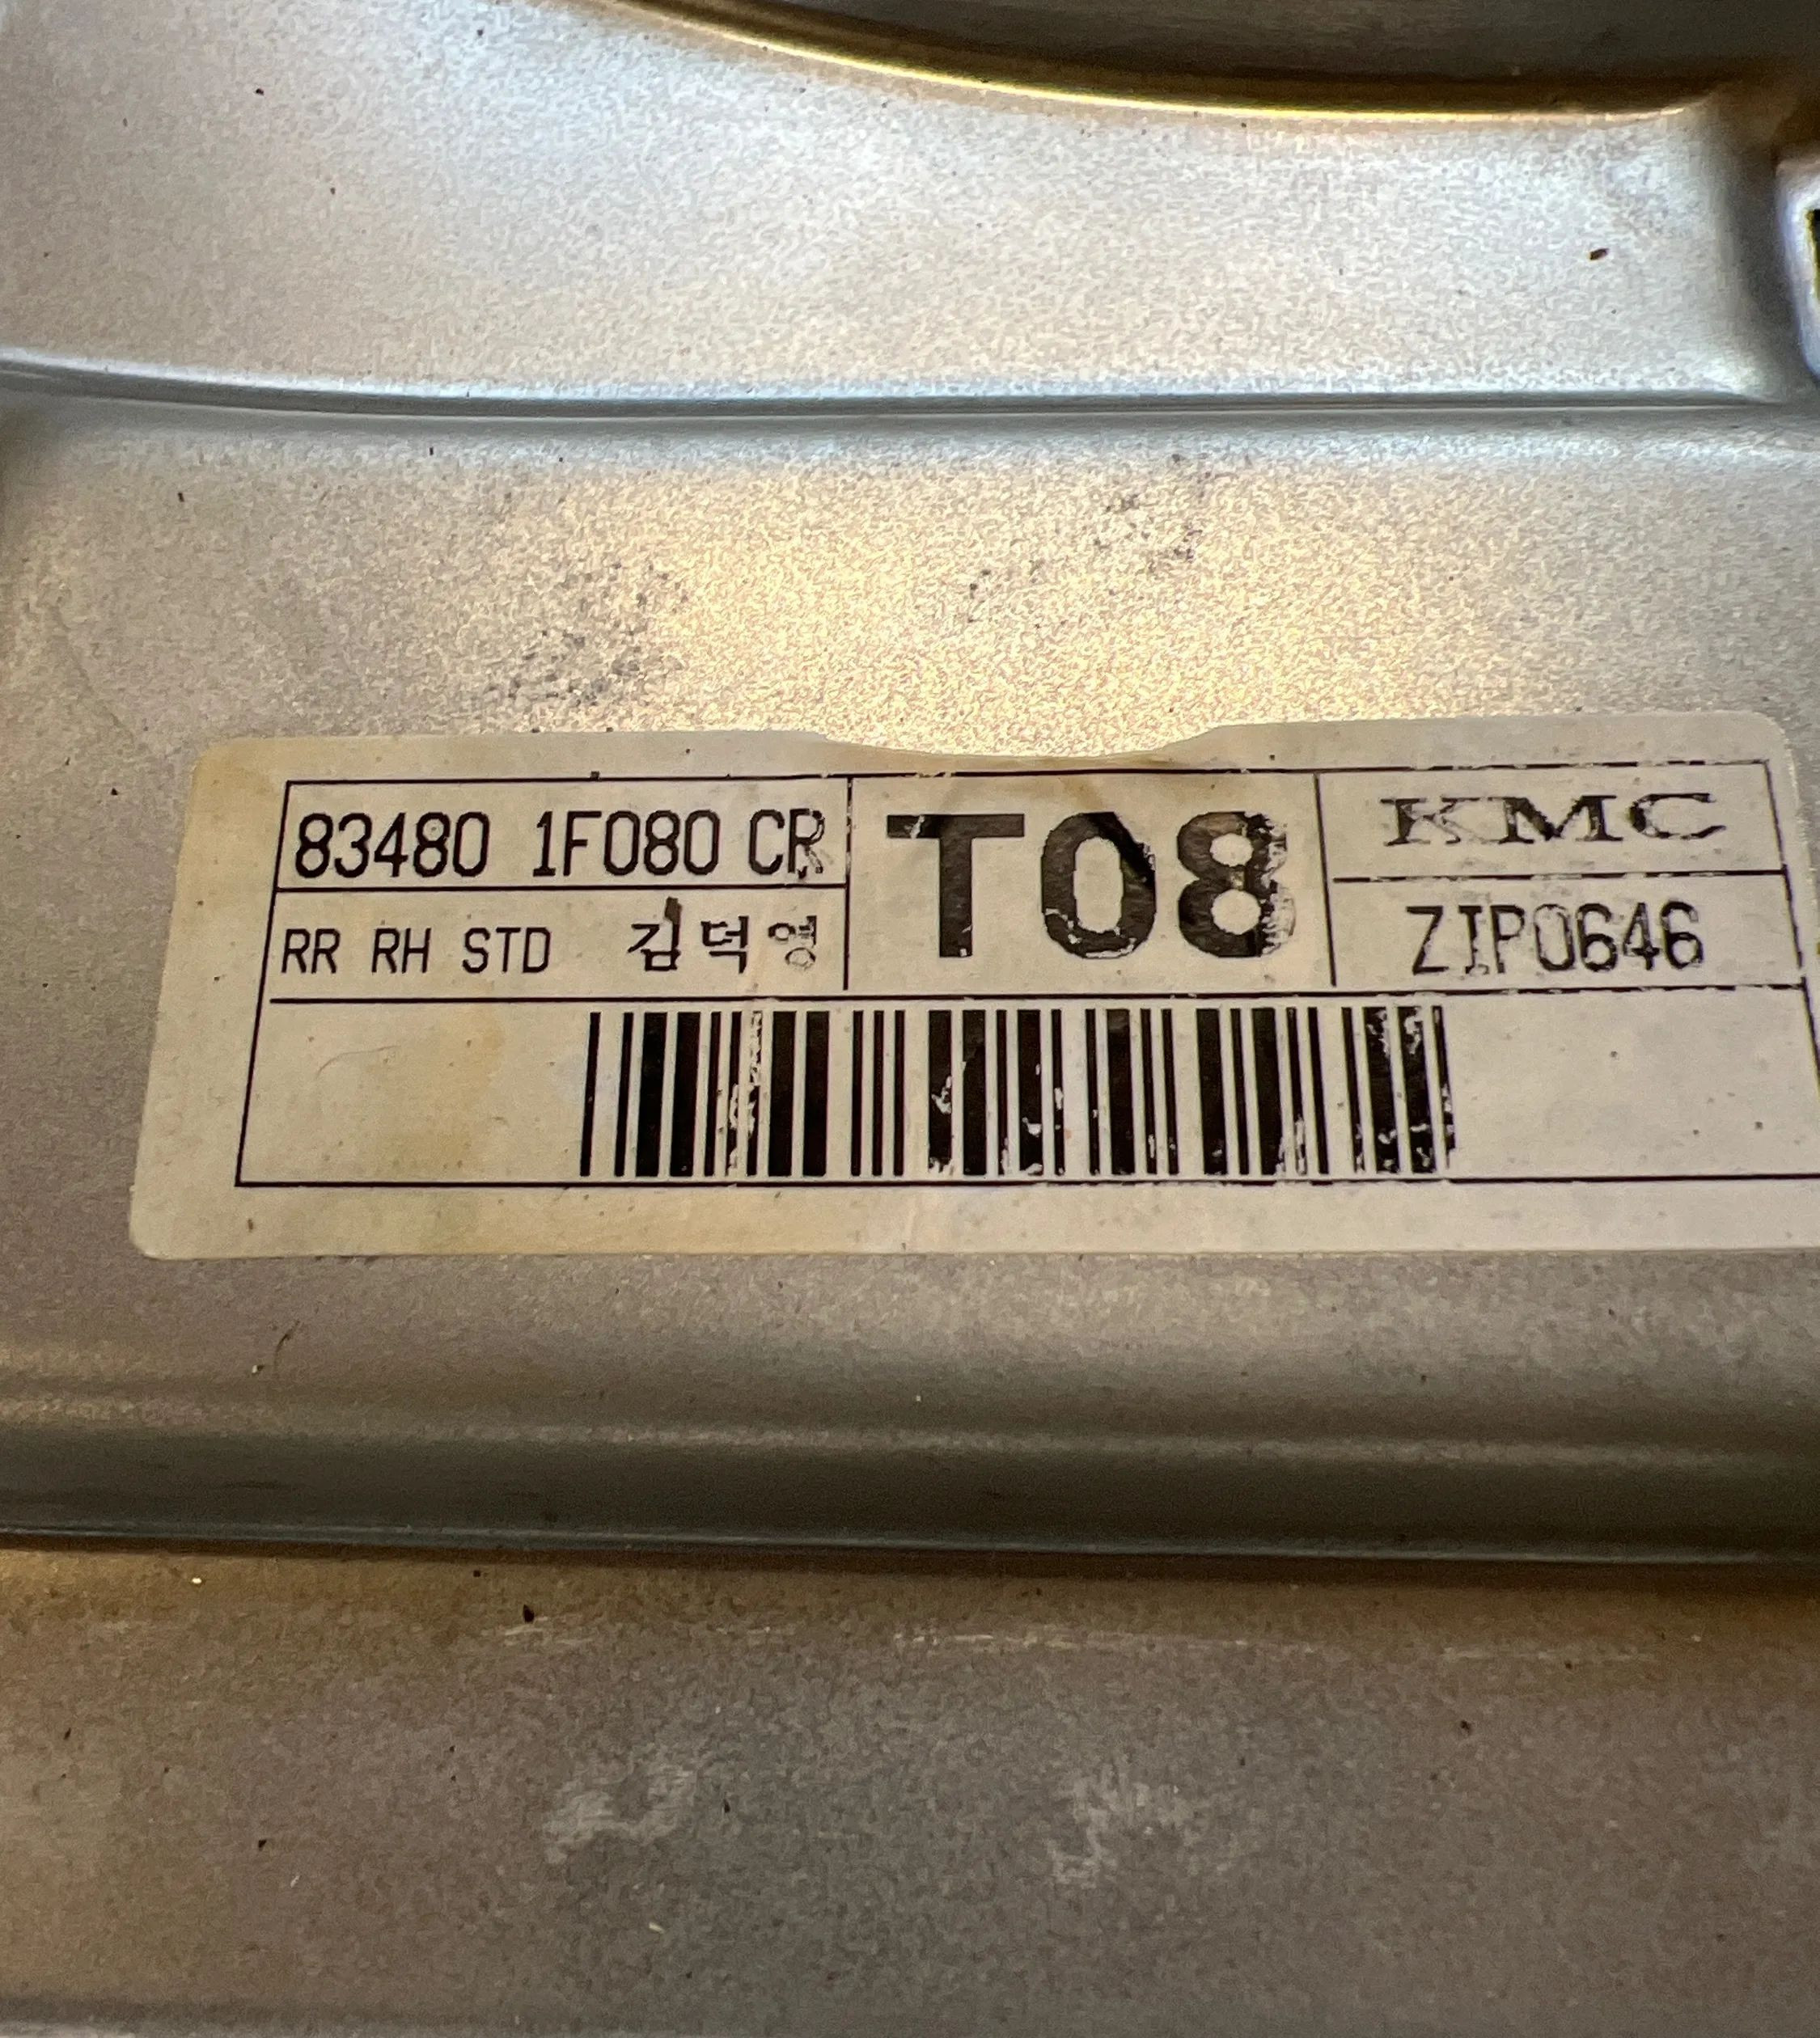 83480 1F080 CR
RR RH STD 김덕영
T08
KMC
ZIP0646